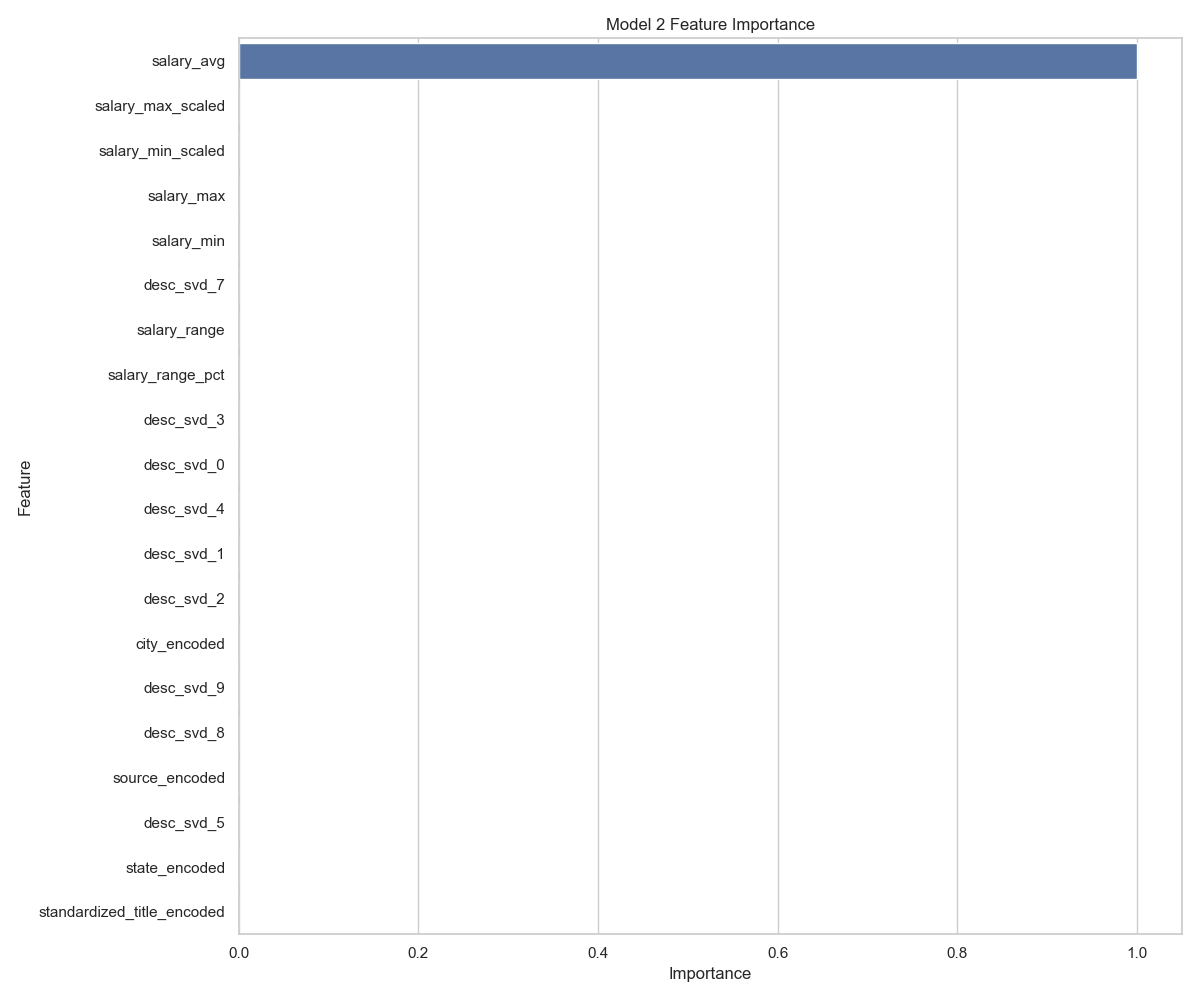 Model 2 Feature Importance
salary_avg
salary_max_scaled
salary_min_scaled
salary_max
salary_min
desc_svd_7
salary_range
salary_range_pct
desc_svd_3
desc_svd_0
desc_svd_4
desc_svd_1
desc_svd_2
city_encoded
desc_svd_9
desc_svd_8
source_encoded
desc_svd_5
state_encoded
standardized_title_encoded
Feature
0.0 0.2 0.4 0.6 0.8 1.0
Importance